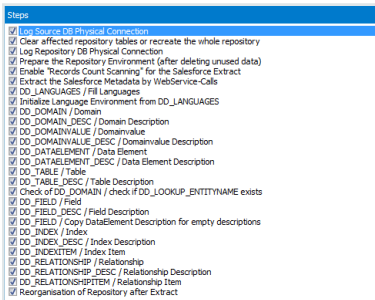 Steps
Log Source DB Physical Connection
Clear affected repository tables or recreate the whole repository
Log Repository DB Physical Connection
Prepare the Repository Environment (after deleting unused data)
Enable "Records Count Scanning" for the Salesforce Extract
Extract the Salesforce Metadata by WebService-Calls
DD_LANGUAGES / Fill Languages
Initialize Language Environment from DD_LANGUAGES
DD_DOMAIN / Domain
DD_DOMAIN_DESC / Domain Description
DD_DOMAINVALUE / Domainvalue
DD_DOMAINVALUE_DESC / Domainvalue Description
DD_DATAELEMENT / Data Element
DD_DATAELEMENT_DESC / Data Element Description
DD_TABLE / Table
DD_TABLE_DESC / Table Description
Check of DD_DOMAIN / check if DD_LOOKUP_ENTITYNAME exists
DD_FIELD / Field
DD_FIELD_DESC / Field Description
DD_FIELD / Copy DataElement Description for empty descriptions
DD_INDEX / Index
DD_INDEX_DESC / Index Description
DD_INDEXITEM / Index Item
DD_RELATIONSHIP / Relationship
DD_RELATIONSHIP_DESC / Relationship Description
DD_RELATIONSHIPITEM / Relationship Item
Reorganisation of Repository after Extract